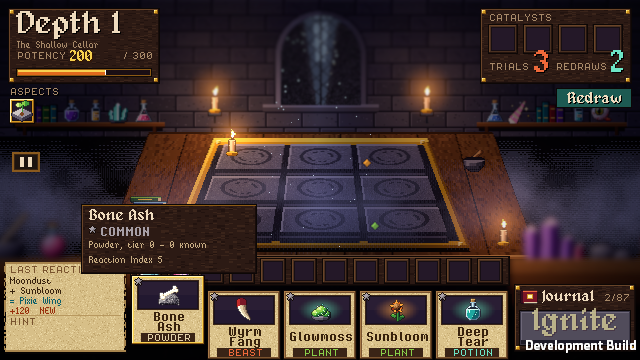 Depth 1
The Shallow Cellar
POTENCY 200 / 300
ASPECTS
CATALYSTS
TRIALS 3 REDRAWS 2
Redraw
Bone Ash
COMMON
Powder, tier 0 - 0 known
Reaction Index 5
LAST REACTI
Moondust
+ Sunbloom
= Pixie Wing
+120 NEW
HINT
Bone Ash
POWDER
Wyrm Fang
BEAST
Glowmoss
PLANT
Sunbloom
PLANT
Deep Tear
POTION
Journal 2/87
Ignite
Development Build